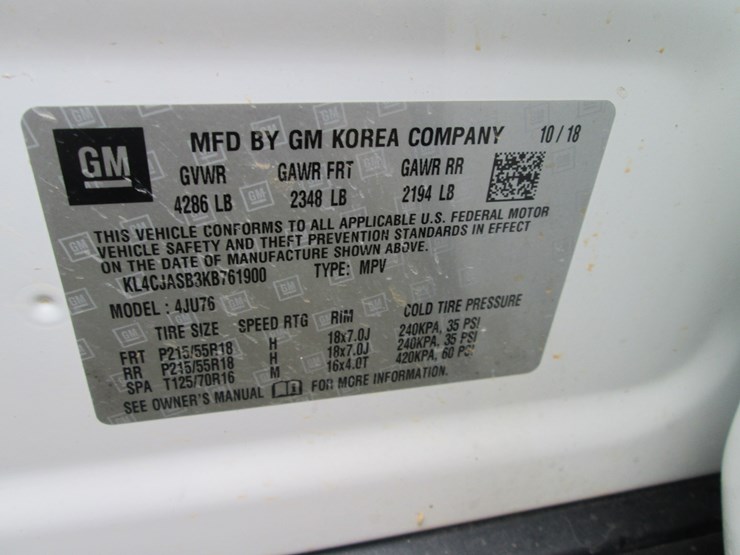 GM
MFD BY GM KOREA COMPANY 10/18
GVWR GAWR FRT GAWR RR
4286 LB 2348 LB 2194 LB
THIS VEHICLE CONFORMS TO ALL APPLICABLE U.S. FEDERAL MOTOR
VEHICLE SAFETY AND THEFT PREVENTION STANDARDS IN EFFECT
ON THE DATE OF MANUFACTURE SHOWN ABOVE.
KL4CJASB3KB761900 TYPE: MPV
MODEL: 4JU76
TIRE SIZE SPEED RTG RIM COLD TIRE PRESSURE
FRT P215/55R18 H 18x7.0J 240KPA, 35 PSI
RR P215/55R18 H 18x7.0J 240KPA, 35 PSI
SPA T125/70R16 M 16x4.0T 420KPA, 60 PSI
SEE OWNER'S MANUAL FOR MORE INFORMATION.